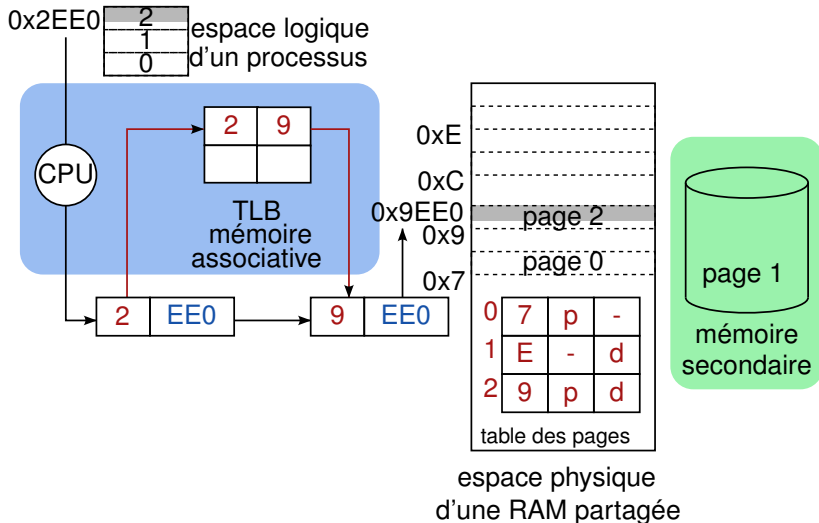 0x2EE0
2
1
0
espace logique
d'un processus
CPU
2 9
TLB
mémoire
associative
2 EE0
9 EE0
0xE
0xC
0x9EE0
page 2
0x9
page 0
0x7
0 7 p -
1 E - d
2 9 p d
table des pages
espace physique
d'une RAM partagée
page 1
mémoire
secondaire